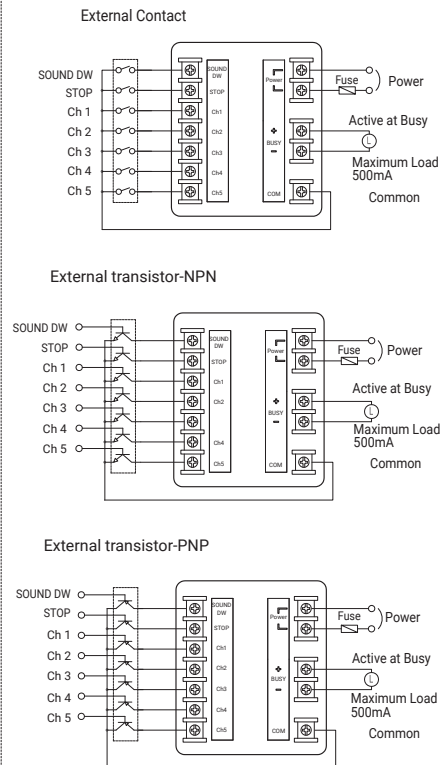 External Contact
SOUND DW
STOP
Ch 1
Ch 2
Ch 3
Ch 4
Ch 5
SOUND
DW
STOP
Ch1
Ch2
Ch3
Ch4
Ch5
Power
+
BUSY
-
COM
Fuse
Power
Active at Busy
L
Maximum Load
500mA
Common
External transistor-NPN
SOUND DW
STOP
Ch 1
Ch 2
Ch 3
Ch 4
Ch 5
SOUND
DW
STOP
Ch1
Ch2
Ch4
Ch5
Power
+
BUSY
-
COM
Fuse
Power
Active at Busy
L
Maximum Load
500mA
Common
External transistor-PNP
SOUND DW
STOP
Ch 1
Ch 2
Ch 3
Ch 4
Ch 5
SOUND
DW
STOP
Ch1
Ch2
Ch3
Ch4
Ch5
Power
+
BUSY
-
COM
Fuse
Power
Active at Busy
L
Maximum Load
500mA
Common